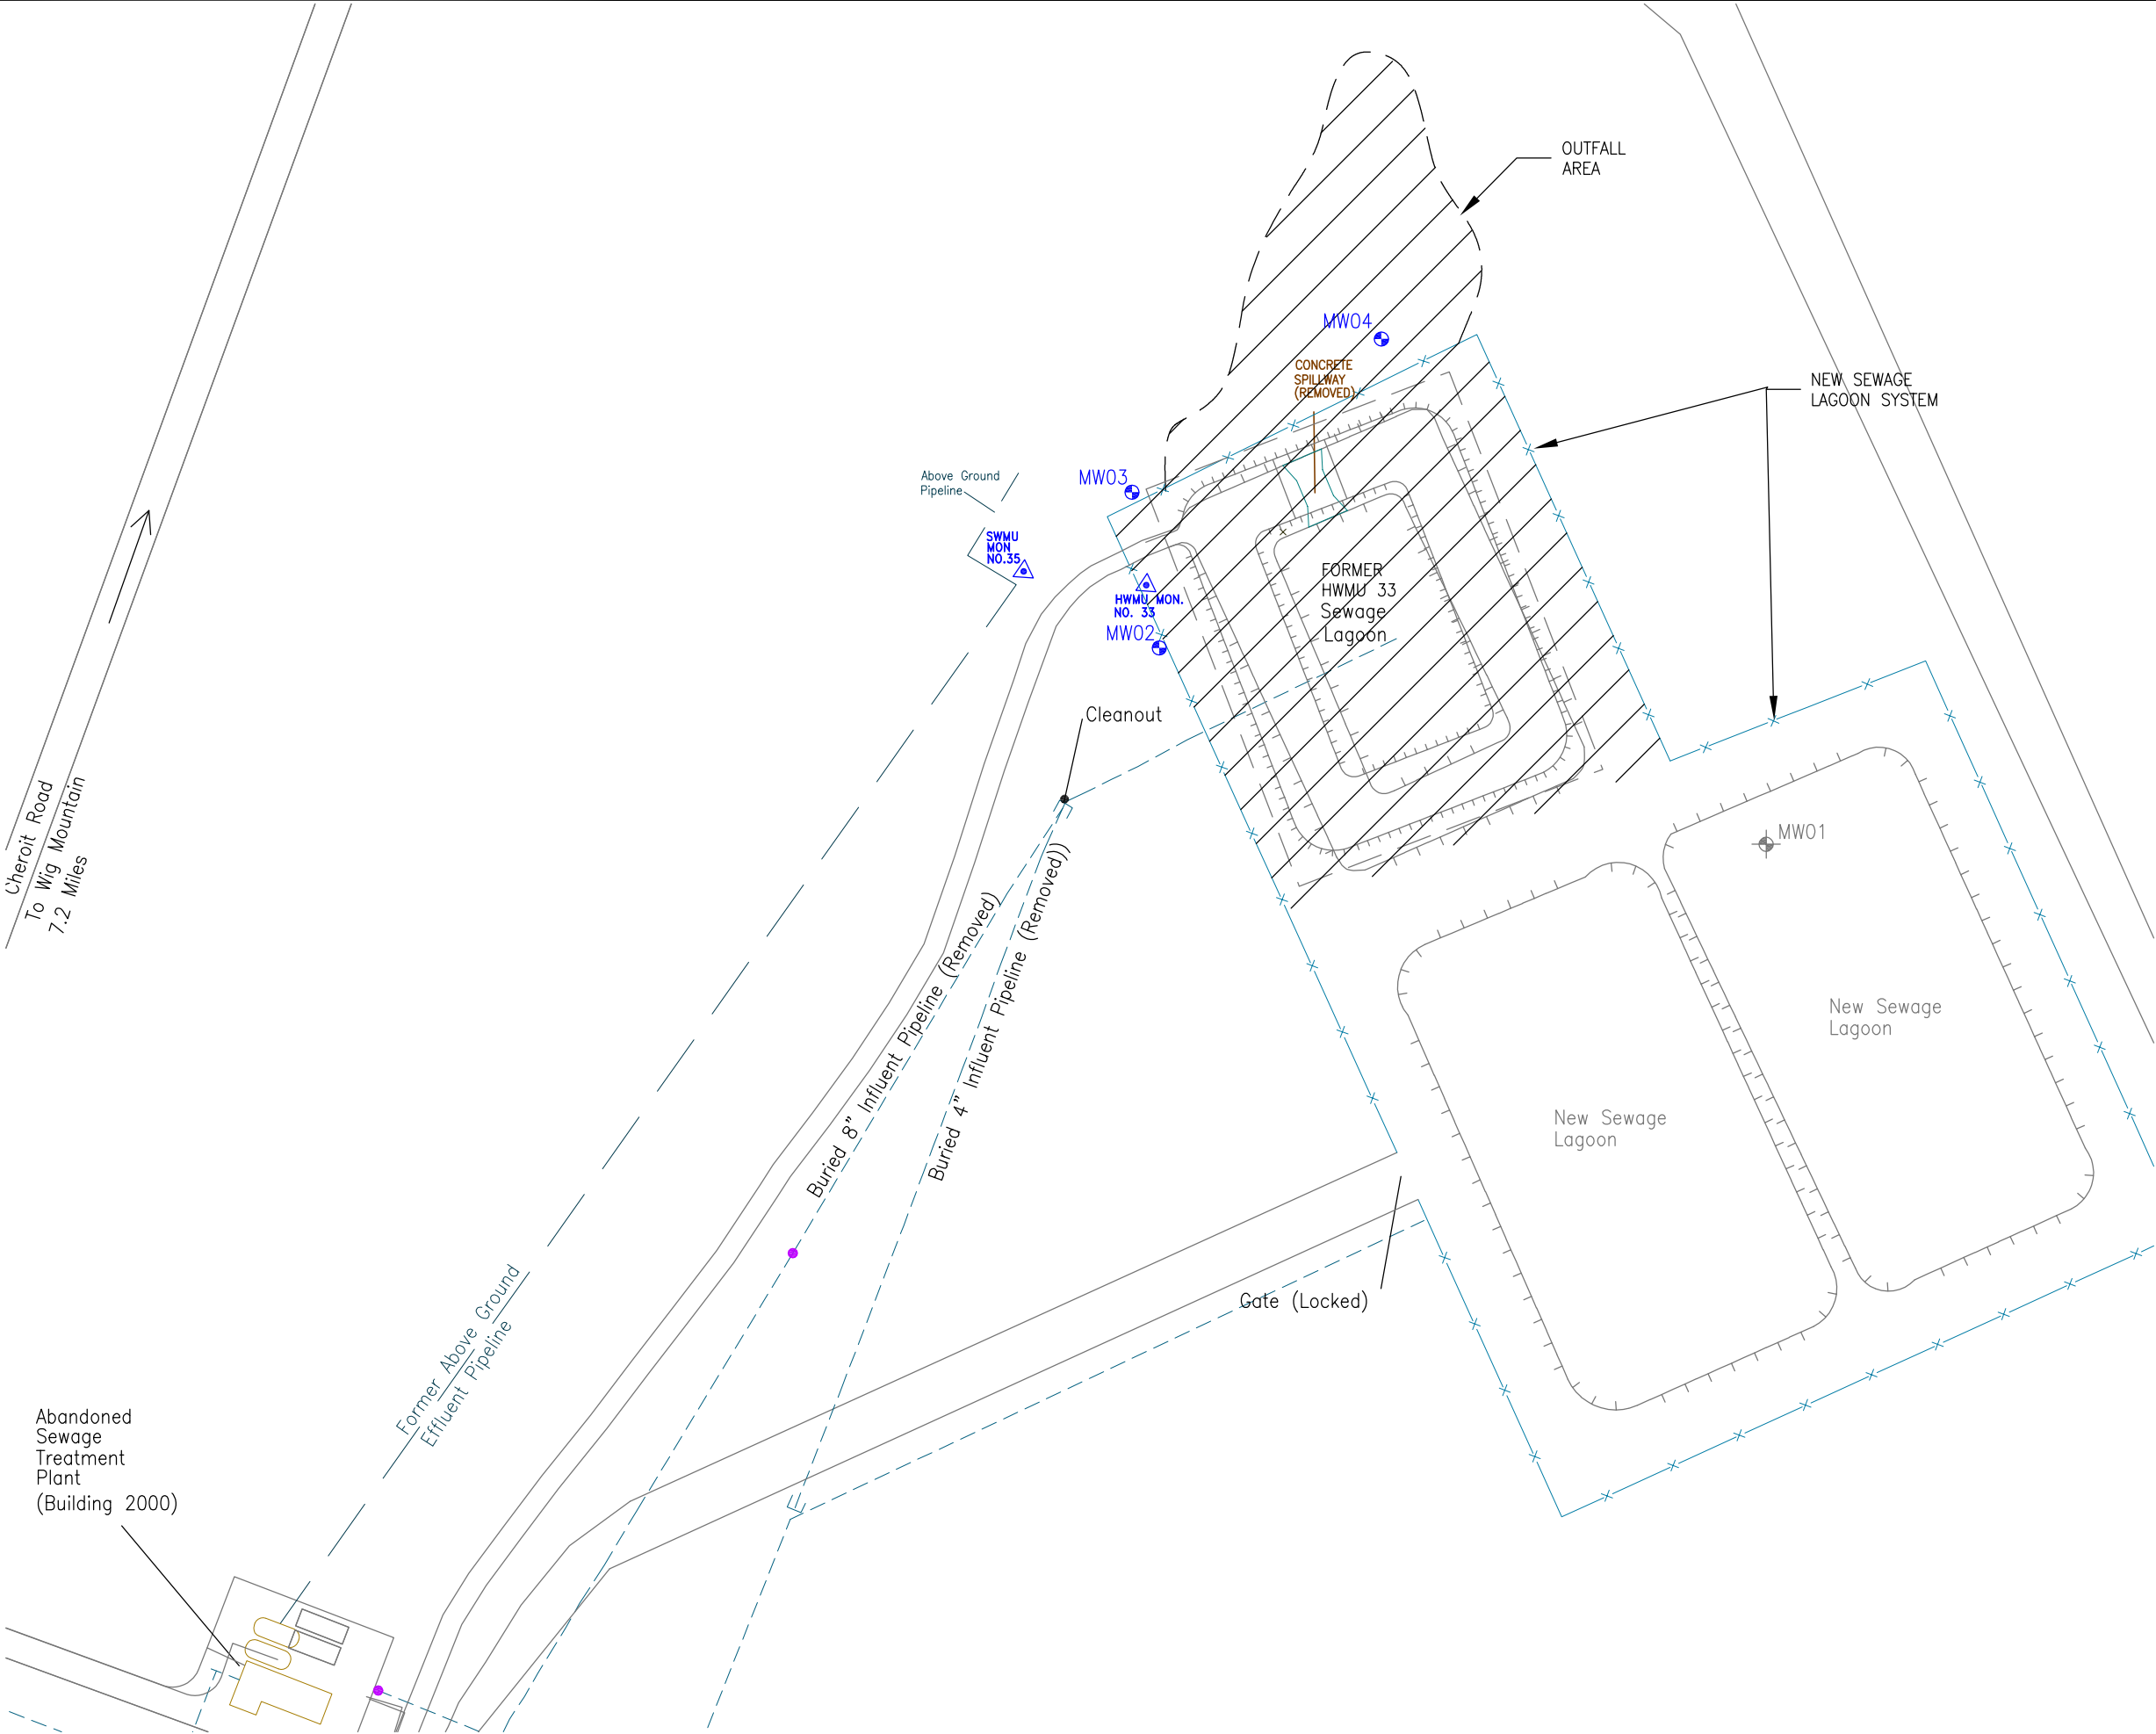 OUTFALL
AREA
MW04
CONCRETE
SPILLWAY
(REMOVED)
NEW SEWAGE
LAGOON SYSTEM
Above Ground
Pipeline
MW03
SWMU
MON
NO.35
HWMU MON.
NO. 33
MW02
FORMER
HWMU 33
Sewage
Lagoon
Cleanout
Cheroit Road
To Wig Mountain
7.2 Miles
MW01
Buried 8" Influent Pipeline (Removed)
Buried 4" Influent Pipeline (Removed))
New Sewage
Lagoon
New Sewage
Lagoon
Gate (Locked)
Former Above Ground
Effluent Pipeline
Abandoned
Sewage
Treatment
Plant
(Building 2000)